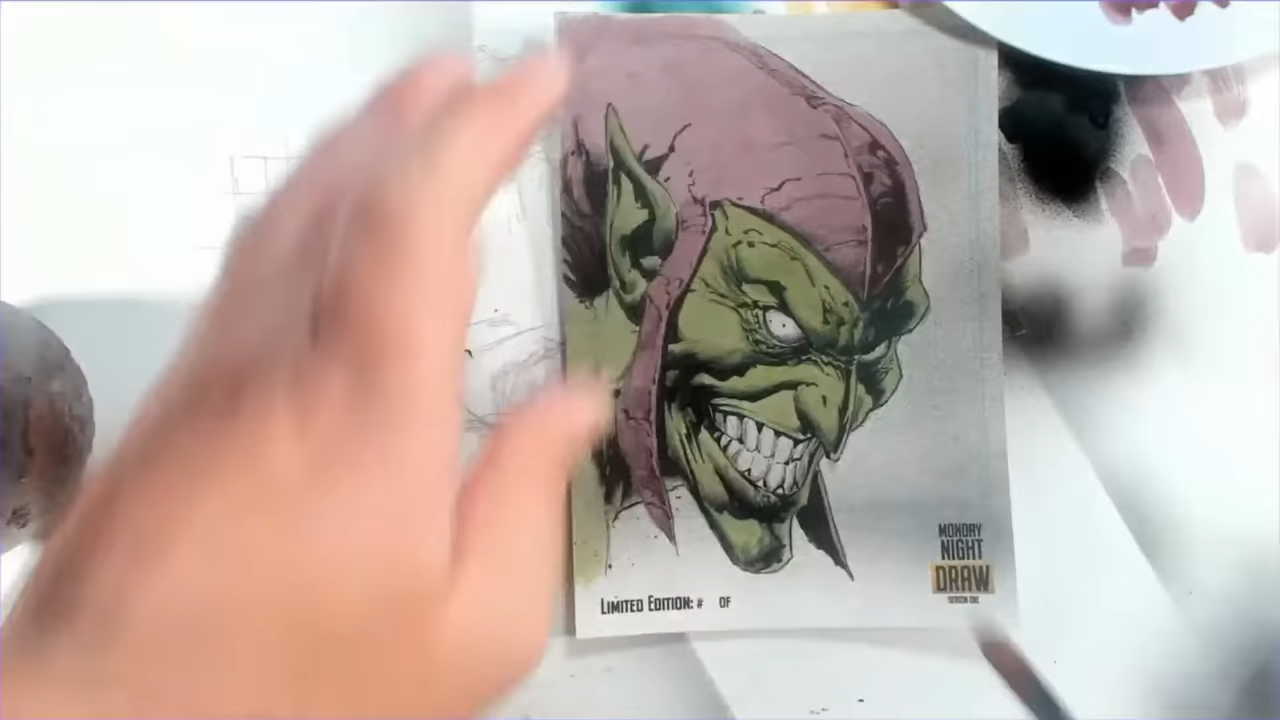 MONDAY
NIGHT
DRAW
SEASON ONE
LIMITED EDITION: # OF